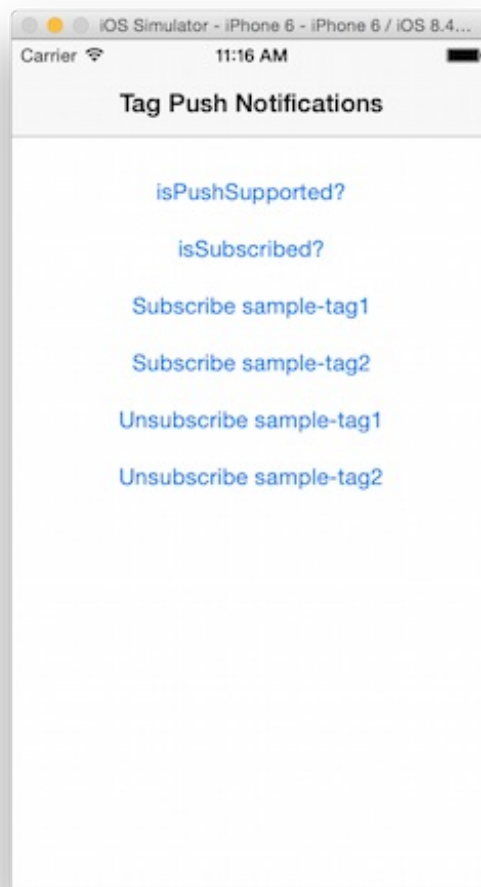 iOS Simulator - iPhone 6 - iPhone 6 / iOS 8.4...
Carrier 11:16 AM
Tag Push Notifications
isPushSupported?
isSubscribed?
Subscribe sample-tag1
Subscribe sample-tag2
Unsubscribe sample-tag1
Unsubscribe sample-tag2